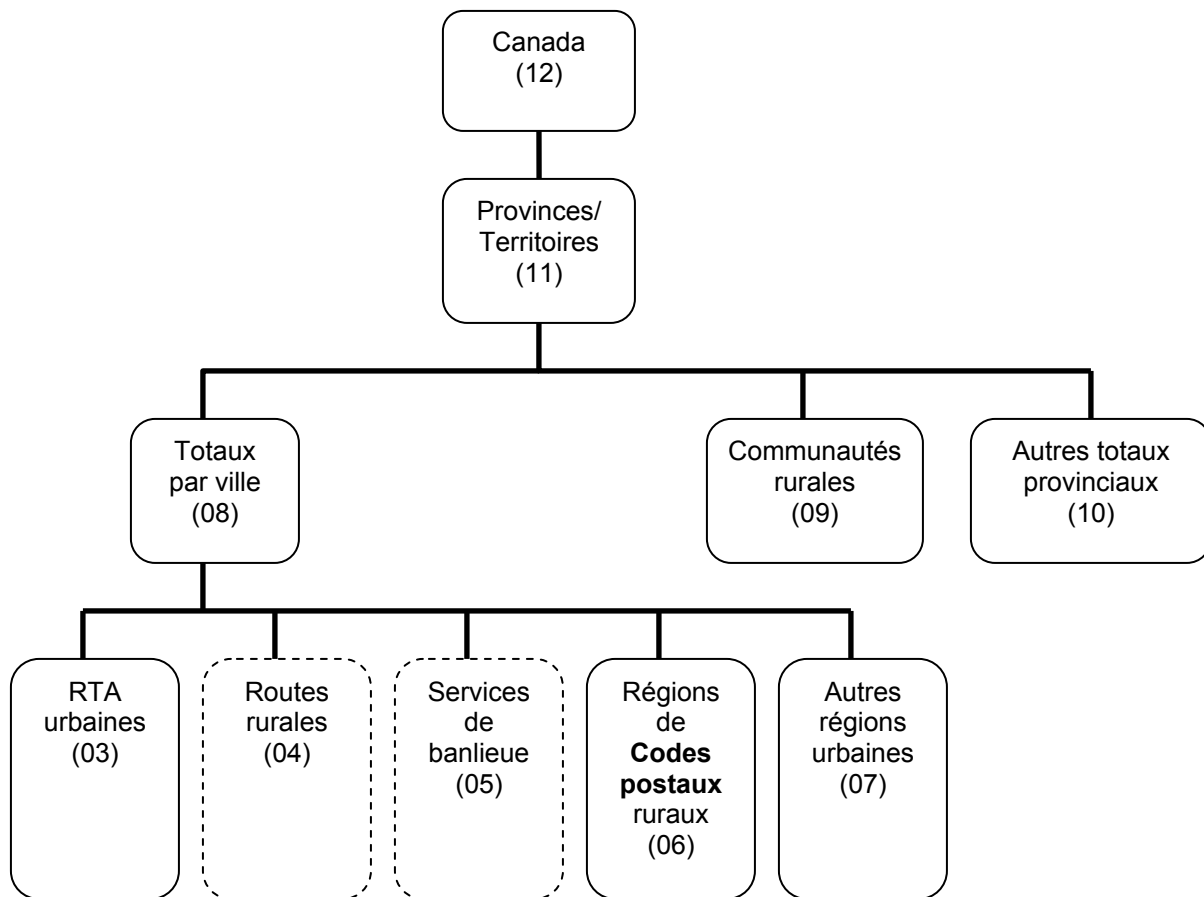 Canada
(12)
Provinces/
Territoires
(11)
Totaux
par ville
(08)
Communautés
rurales
(09)
Autres totaux
provinciaux
(10)
RTA
urbaines
(03)
Routes
rurales
(04)
Services
de
banlieue
(05)
Régions
de
Codes
postaux
ruraux
(06)
Autres
régions
urbaines
(07)